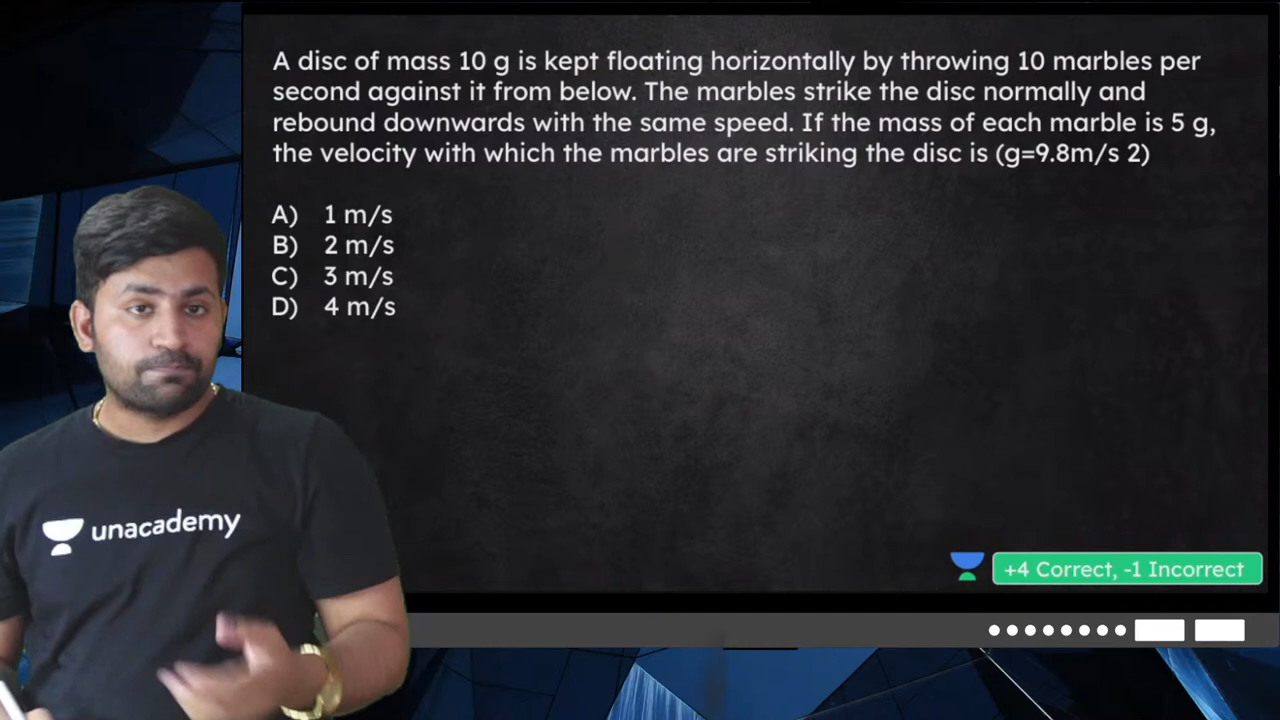 A disc of mass 10 g is kept floating horizontally by throwing 10 marbles per
second against it from below. The marbles strike the disc normally and
rebound downwards with the same speed. If the mass of each marble is 5 g,
the velocity with which the marbles are striking the disc is (g=9.8m/s 2)
A) 1 m/s
B) 2 m/s
C) 3 m/s
D) 4 m/s
unacademy
+4 Correct, -1 Incorrect